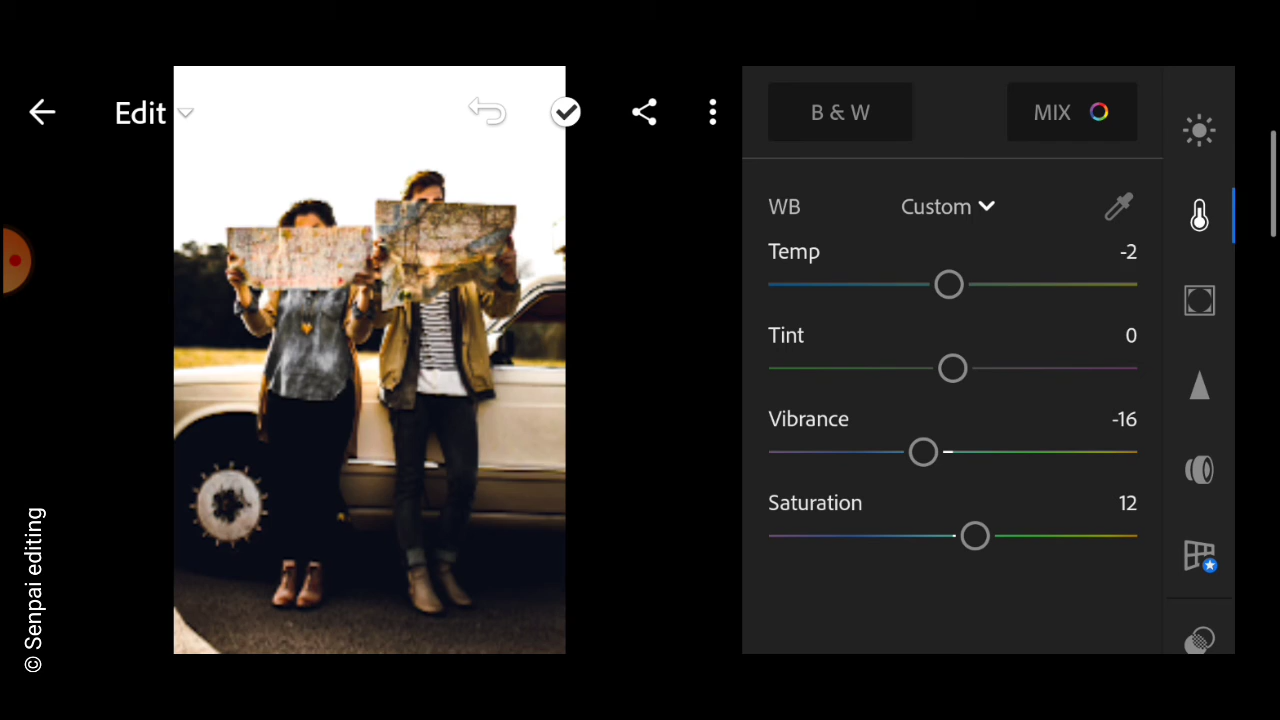 Edit
B & W
MIX
WB
Custom
Temp
-2
Tint
0
Vibrance
-16
Saturation
12
© Senpai editing